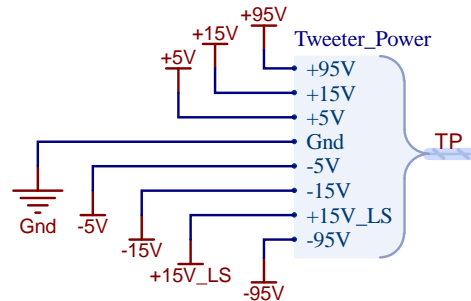 +95V
+15V
Tweeter_Power
+5V
+95V
+15V
+5V
Gnd
TP
-5V
-15V
+15V_LS
-95V
Gnd
-5V
-15V
+15V_LS
-95V